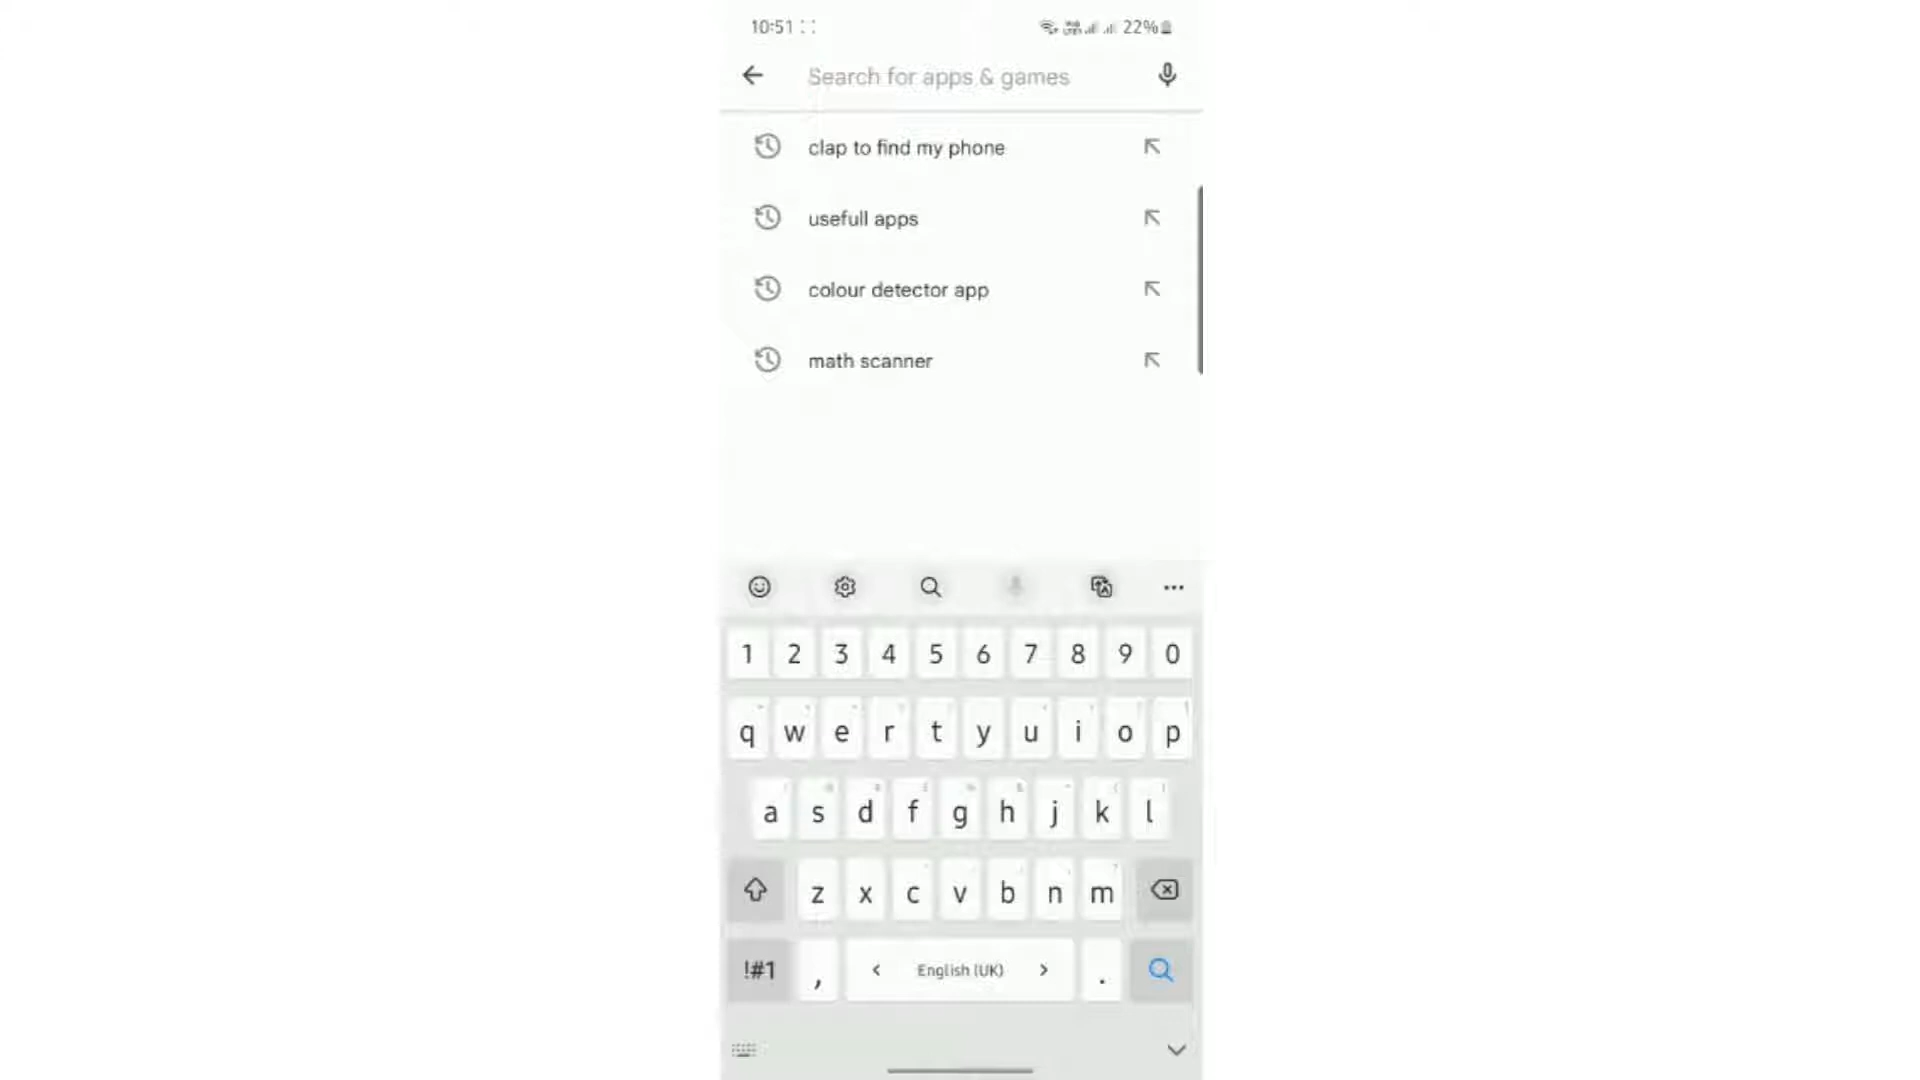 10:51
22%
Search for apps & games
clap to find my phone
usefull apps
colour detector app
math scanner
1 2 3 4 5 6 7 8 9 0
q w e r t y u i o p
a s d f g h j k l
z x c v b n m
!#1 , < English (UK) > .